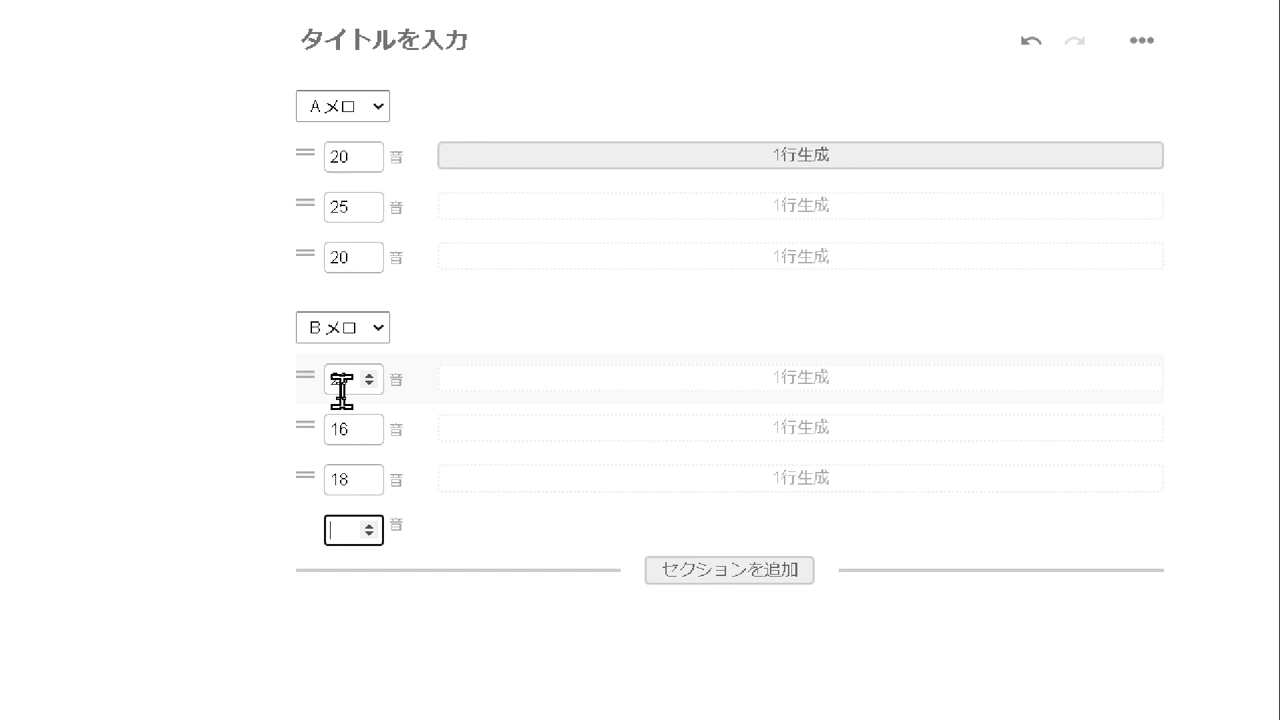 タイトルを入力
Aメロ
20 音 1行生成
25 音 1行生成
20 音 1行生成
Bメロ
音 1行生成
16 音 1行生成
18 音 1行生成
音
セクションを追加